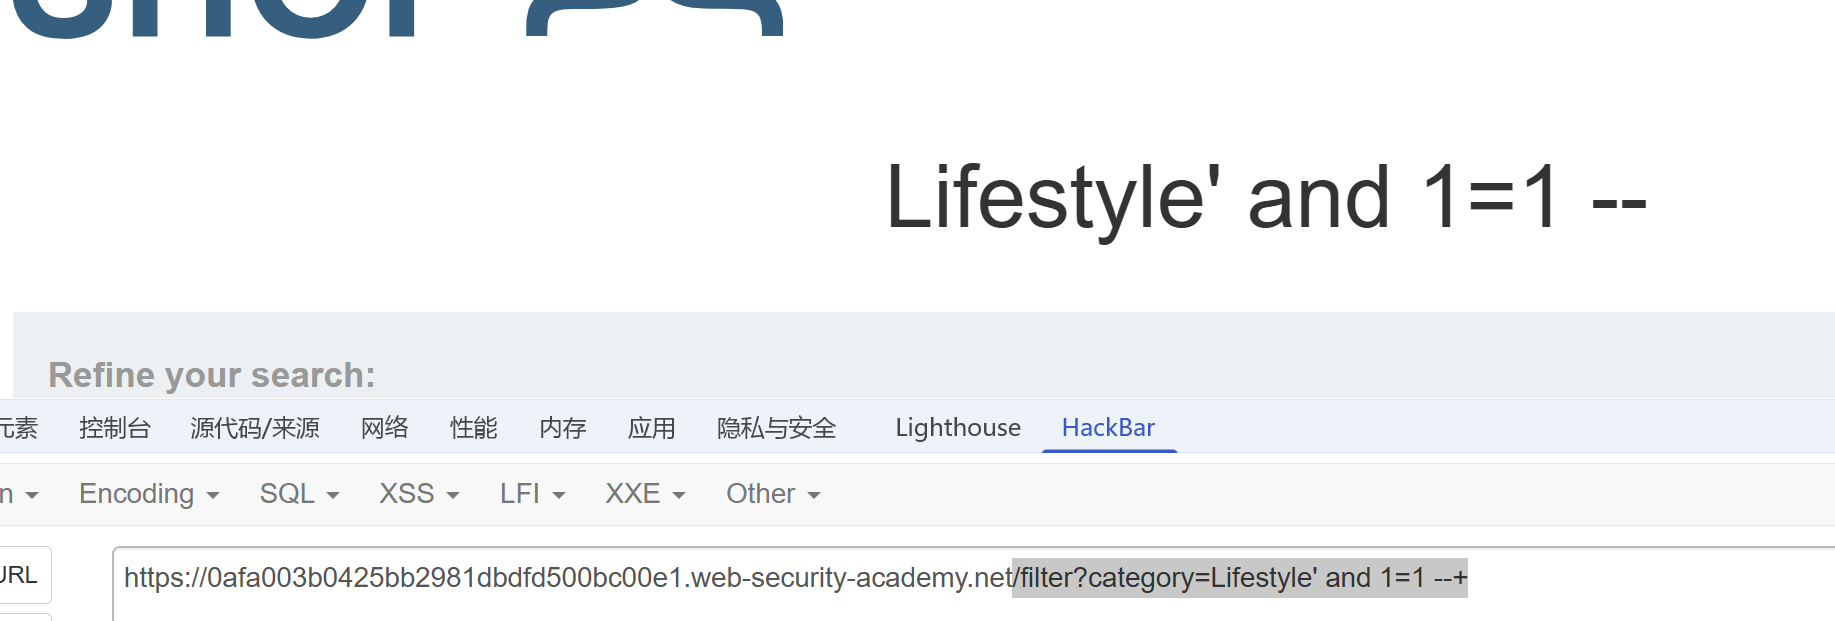 Lifestyle' and 1=1 --
Refine your search:
元素 控制台 源代码/来源 网络 性能 内存 应用 隐私与安全 Lighthouse HackBar
Encoding SQL XSS LFI XXE Other
URL https://0afa003b0425bb2981dbdfd500bc00e1.web-security-academy.net/filter?category=Lifestyle' and 1=1 --+